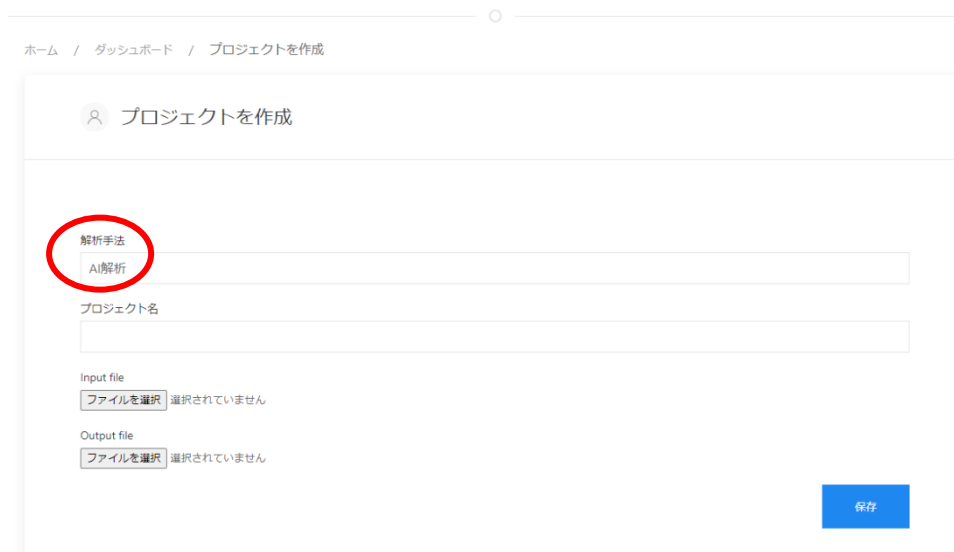 ホーム / ダッシュボード / プロジェクトを作成
プロジェクトを作成
解析手法
AI解析
プロジェクト名
Input file
ファイルを選択 選択されていません
Output file
ファイルを選択 選択されていません
保存